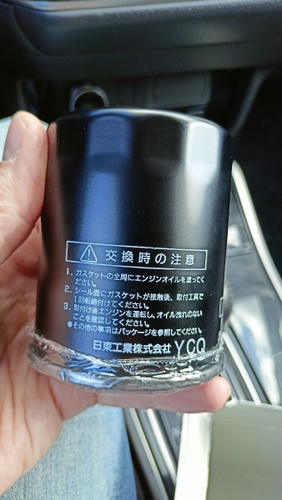 ⚠ 交換時の注意
1. ガスケットの全周にエンジンオイルを塗ってく
ださい。
2. シール面にガスケットが接触後、取付工具で
1回転締付けてください。
3. 取付け後エンジンを運転し、オイル洩れのない
ことを確認してください。
●その他の事項はパッケージを参照してください。
日東工業株式会社 YCO